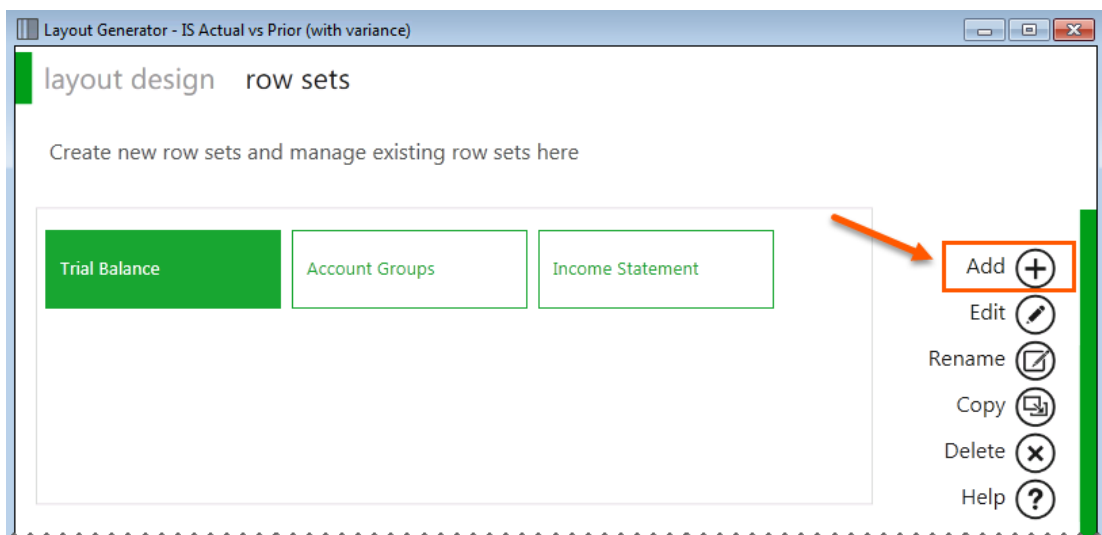 Layout Generator - IS Actual vs Prior (with variance)
layout design row sets
Create new row sets and manage existing row sets here
Trial Balance Account Groups Income Statement
Add
Edit
Rename
Copy
Delete
Help